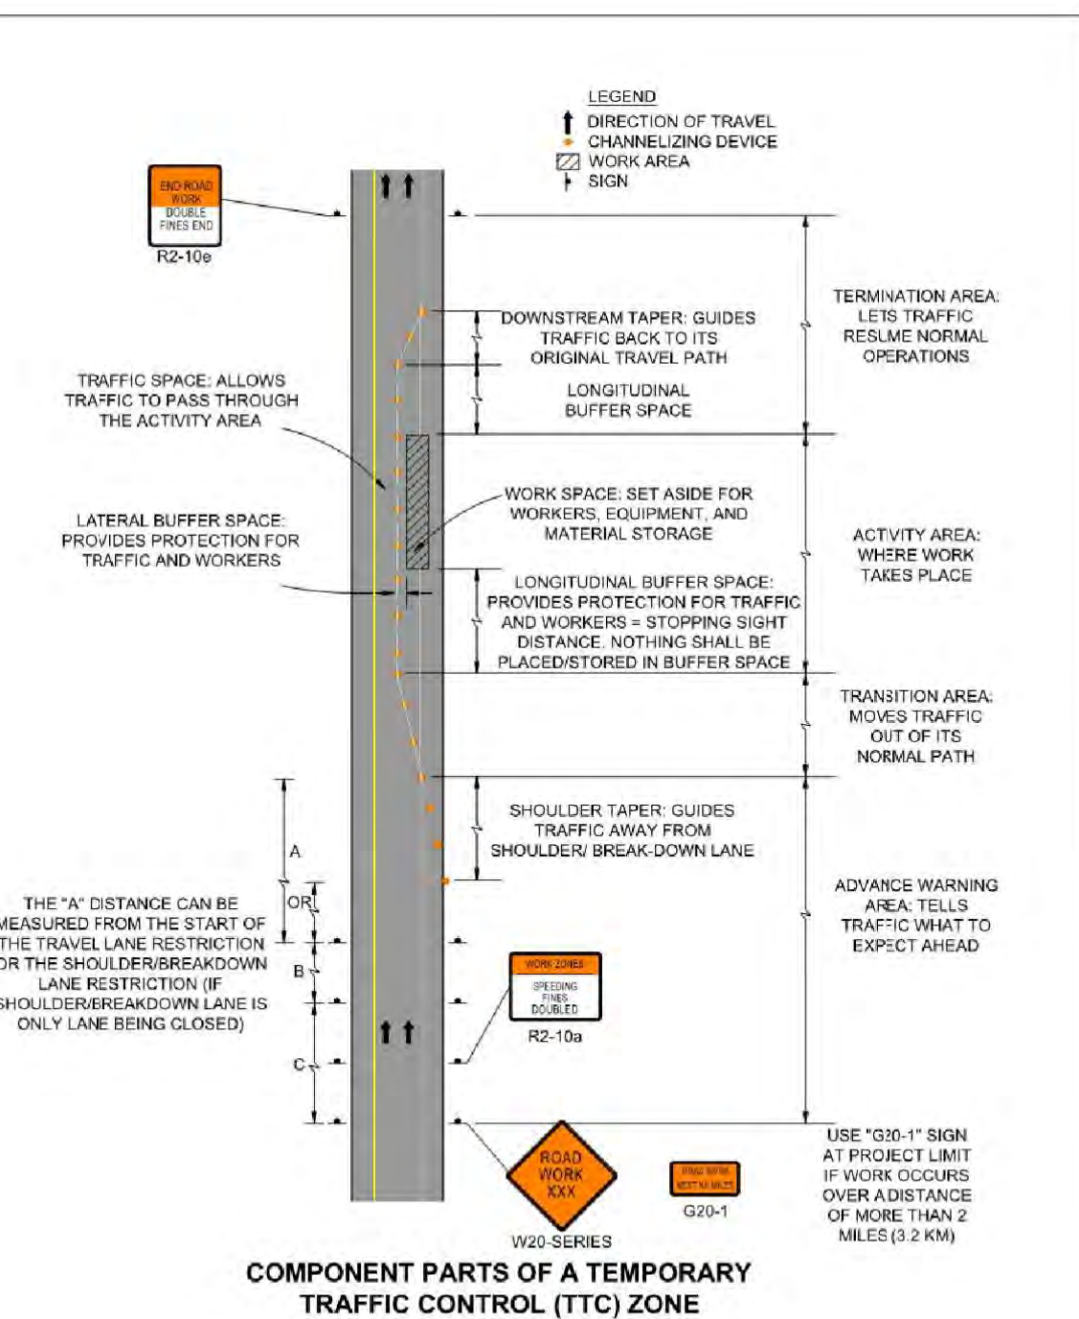 LEGEND
DIRECTION OF TRAVEL
CHANNELIZING DEVICE
WORK AREA
SIGN
END ROAD
WORK
DOUBLE
FINES END
R2-10e
TERMINATION AREA:
LETS TRAFFIC
RESUME NORMAL
OPERATIONS
DOWNSTREAM TAPER: GUIDES
TRAFFIC BACK TO ITS
ORIGINAL TRAVEL PATH
LONGITUDINAL
BUFFER SPACE
TRAFFIC SPACE: ALLOWS
TRAFFIC TO PASS THROUGH
THE ACTIVITY AREA
WORK SPACE: SET ASIDE FOR
WORKERS, EQUIPMENT, AND
MATERIAL STORAGE
LATERAL BUFFER SPACE:
PROVIDES PROTECTION FOR
TRAFFIC AND WORKERS
ACTIVITY AREA:
WHERE WORK
TAKES PLACE
LONGITUDINAL BUFFER SPACE:
PROVIDES PROTECTION FOR TRAFFIC
AND WORKERS = STOPPING SIGHT
DISTANCE. NOTHING SHALL BE
PLACED/STORED IN BUFFER SPACE
TRANSITION AREA:
MOVES TRAFFIC
OUT OF ITS
NORMAL PATH
SHOULDER TAPER: GUIDES
TRAFFIC AWAY FROM
SHOULDER/ BREAK-DOWN LANE
A
OR
B
C
THE "A" DISTANCE CAN BE
MEASURED FROM THE START OF
THE TRAVEL LANE RESTRICTION
OR THE SHOULDER/BREAKDOWN
LANE RESTRICTION (IF
SHOULDER/BREAKDOWN LANE IS
ONLY LANE BEING CLOSED)
ADVANCE WARNING
AREA: TELLS
TRAFFIC WHAT TO
EXPECT AHEAD
WORK ZONES
SPEEDING
FINES
DOUBLED
R2-10a
ROAD
WORK
XXX
W20-SERIES
ROAD WORK
NEXT XX MILES
G20-1
USE "G20-1" SIGN
AT PROJECT LIMIT
IF WORK OCCURS
OVER A DISTANCE
OF MORE THAN 2
MILES (3.2 KM)
COMPONENT PARTS OF A TEMPORARY
TRAFFIC CONTROL (TTC) ZONE